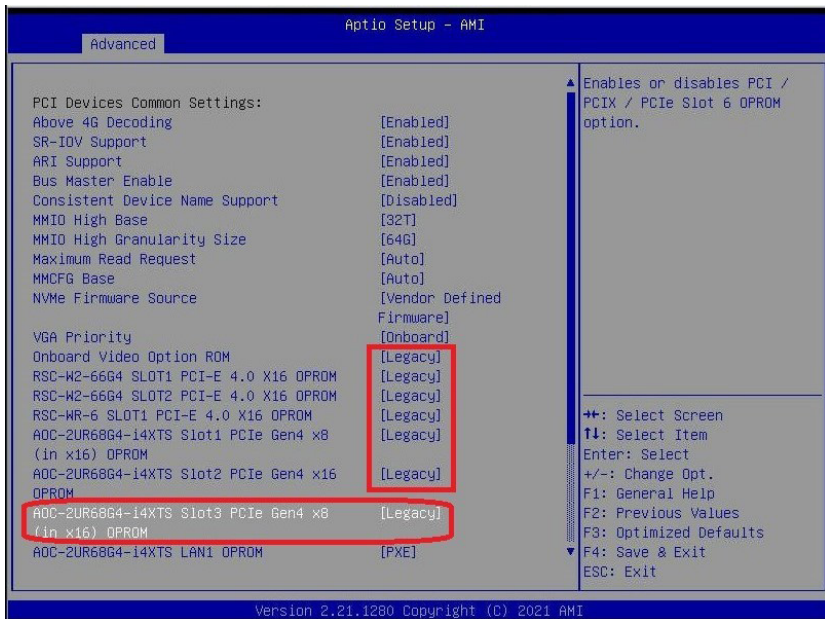 Aptio Setup - AMI
Advanced
PCI Devices Common Settings:
Above 4G Decoding [Enabled]
SR-IOV Support [Enabled]
ARI Support [Enabled]
Bus Master Enable [Enabled]
Consistent Device Name Support [Disabled]
MMIO High Base [32T]
MMIO High Granularity Size [64G]
Maximum Read Request [Auto]
MMCFG Base [Auto]
NVMe Firmware Source [Vendor Defined
Firmware]
VGA Priority [Onboard]
Onboard Video Option ROM [Legacy]
RSC-W2-66G4 SLOT1 PCI-E 4.0 X16 OPROM [Legacy]
RSC-W2-66G4 SLOT2 PCI-E 4.0 X16 OPROM [Legacy]
RSC-WR-6 SLOT1 PCI-E 4.0 X16 OPROM [Legacy]
AOC-2UR68G4-i4XTS Slot1 PCIe Gen4 x8 [Legacy]
(in x16) OPROM
AOC-2UR68G4-i4XTS Slot2 PCIe Gen4 x16 [Legacy]
OPROM
AOC-2UR68G4-i4XTS Slot3 PCIe Gen4 x8 [Legacy]
(in x16) OPROM
AOC-2UR68G4-i4XTS LAN1 OPROM [PXE]
Enables or disables PCI /
PCIX / PCIe Slot 6 OPROM
option.
→←: Select Screen
↑↓: Select Item
Enter: Select
+/-: Change Opt.
F1: General Help
F2: Previous Values
F3: Optimized Defaults
F4: Save & Exit
ESC: Exit
Version 2.21.1280 Copyright (C) 2021 AMI